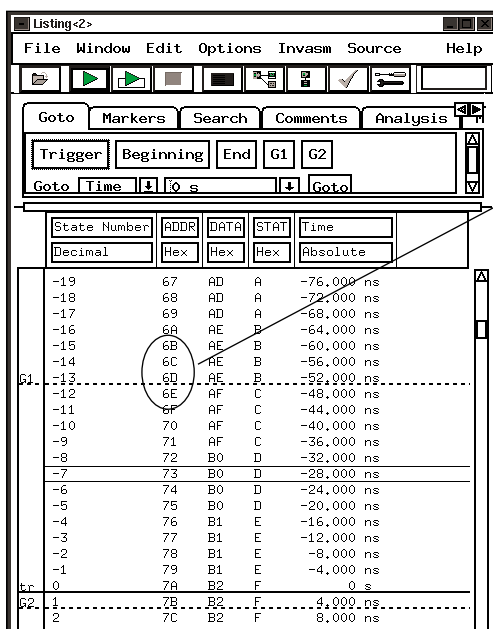 Listing<2>
File Window Edit Options Invasm Source Help
Goto Markers Search Comments Analysis
Trigger Beginning End G1 G2
Goto Time 0 s Goto
State Number ADDR DATA STAT Time
Decimal Hex Hex Hex Absolute
-19 67 AD A -76.000 ns
-18 68 AD A -72.000 ns
-17 69 AD A -68.000 ns
-16 6A AE B -64.000 ns
-15 6B AE B -60.000 ns
-14 6C AE B -56.000 ns
G1 -13 6D AE B -52.000 ns
-12 6E AF C -48.000 ns
-11 6F AF C -44.000 ns
-10 70 AF C -40.000 ns
-9 71 AF C -36.000 ns
-8 72 B0 D -32.000 ns
-7 73 B0 D -28.000 ns
-6 74 B0 D -24.000 ns
-5 75 B0 D -20.000 ns
-4 76 B1 E -16.000 ns
-3 77 B1 E -12.000 ns
-2 78 B1 E -8.000 ns
-1 79 B1 E -4.000 ns
tr 0 7A B2 F 0 s
G2 1 7B B2 F 4.000 ns
2 7C B2 F 8.000 ns